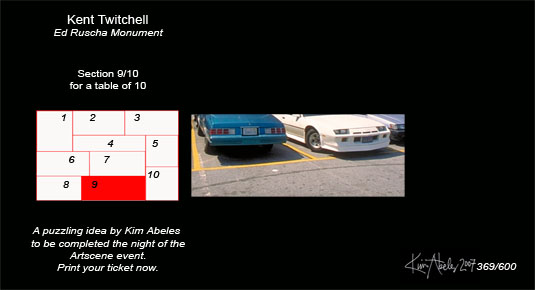 Kent Twitchell
Ed Ruscha Monument
Section 9/10
for a table of 10
1 2 3
4 5
6 7
8 9 10
A puzzling idea by Kim Abeles
to be completed the night of the
Artscene event.
Print your ticket now.
Kim Abeles 2007 369/600